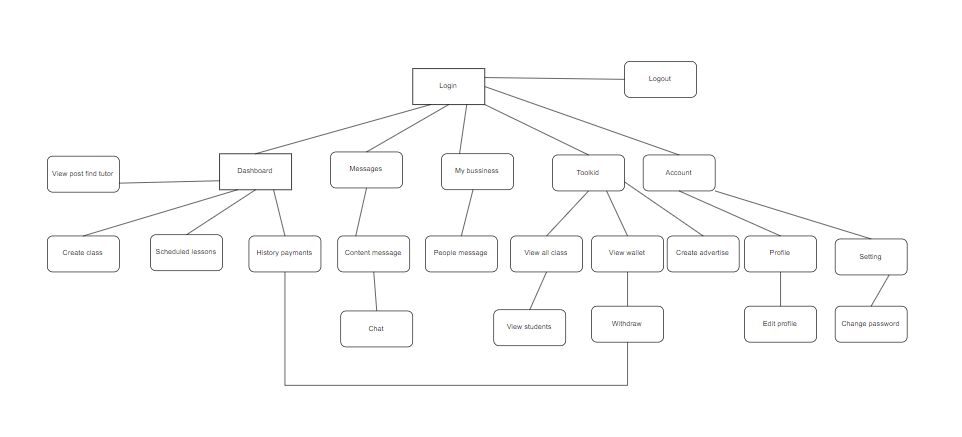 Login
Logout
View post find tutor
Dashboard
Messages
My bussiness
Toolkid
Account
Create class
Scheduled lessons
History payments
Content message
People message
View all class
View wallet
Create advertise
Profile
Setting
Chat
View students
Withdraw
Edit profile
Change password